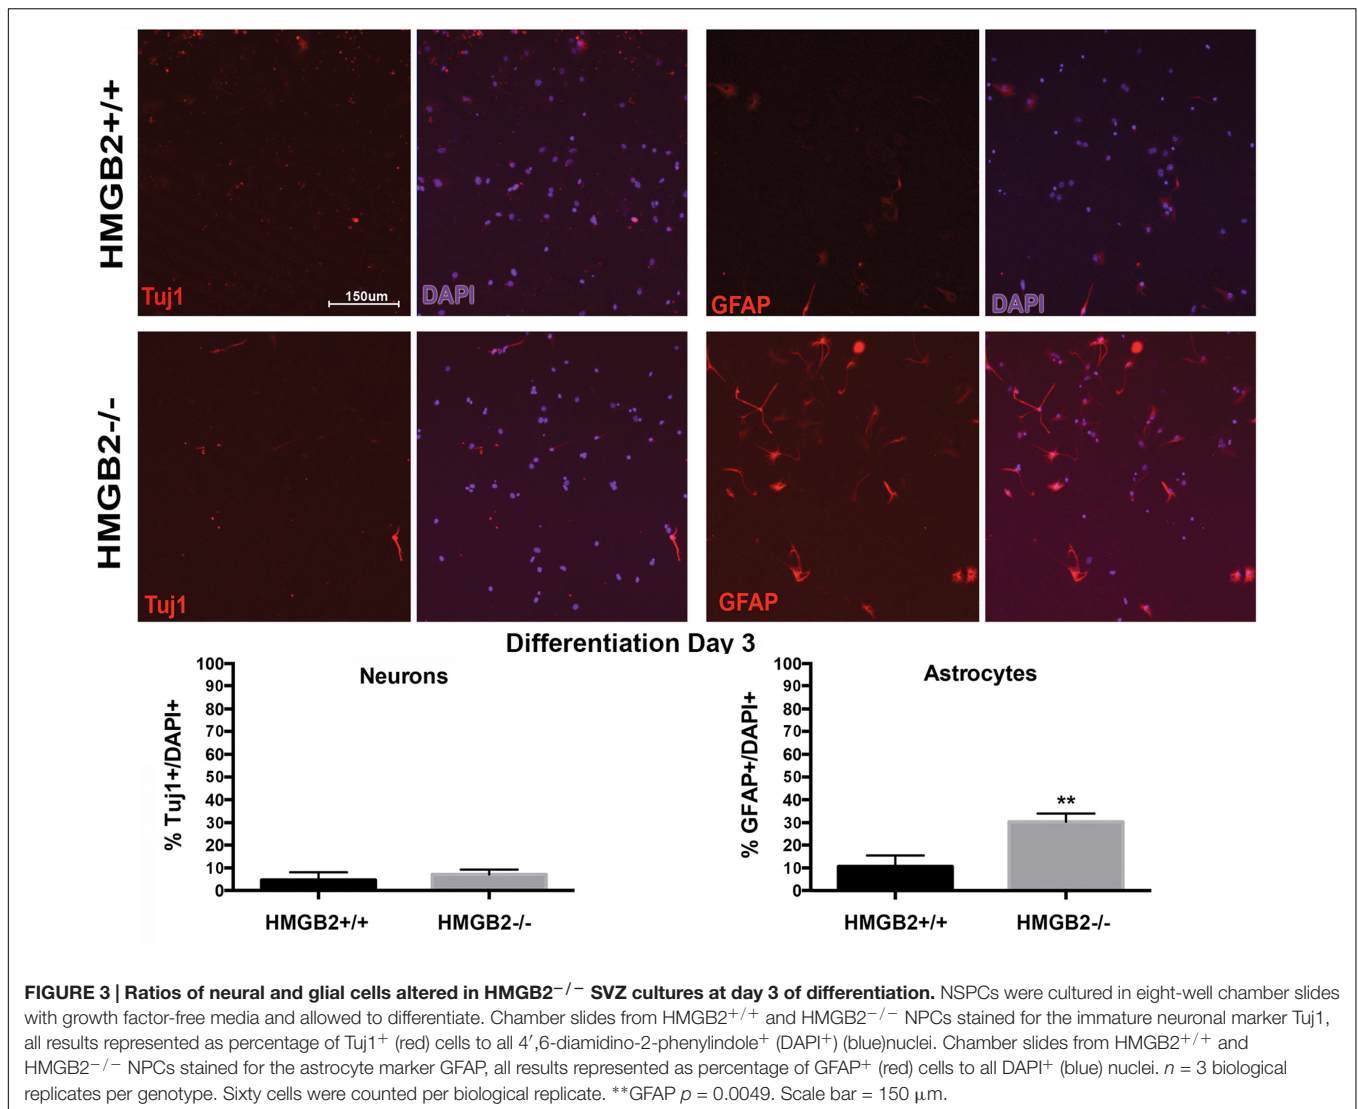 HMGB2+/+
Tuj1
150um
DAPI
GFAP
DAPI
HMGB2-/-
Tuj1
GFAP
Differentiation Day 3
Neurons
% Tuj1+/DAPI+
100
90
80
70
60
50
40
30
20
10
0
HMGB2+/+
HMGB2-/-
Astrocytes
% GFAP+/DAPI+
100
90
80
70
60
50
40
30
20
10
0
**
HMGB2+/+
HMGB2-/-
FIGURE 3 | Ratios of neural and glial cells altered in HMGB2−/− SVZ cultures at day 3 of differentiation. NSPCs were cultured in eight-well chamber slides
with growth factor-free media and allowed to differentiate. Chamber slides from HMGB2+/+ and HMGB2−/− NPCs stained for the immature neuronal marker Tuj1,
all results represented as percentage of Tuj1+ (red) cells to all 4′,6-diamidino-2-phenylindole+ (DAPI+) (blue)nuclei. Chamber slides from HMGB2+/+ and
HMGB2−/− NPCs stained for the astrocyte marker GFAP, all results represented as percentage of GFAP+ (red) cells to all DAPI+ (blue) nuclei. n = 3 biological
replicates per genotype. Sixty cells were counted per biological replicate. **GFAP p = 0.0049. Scale bar = 150 μm.